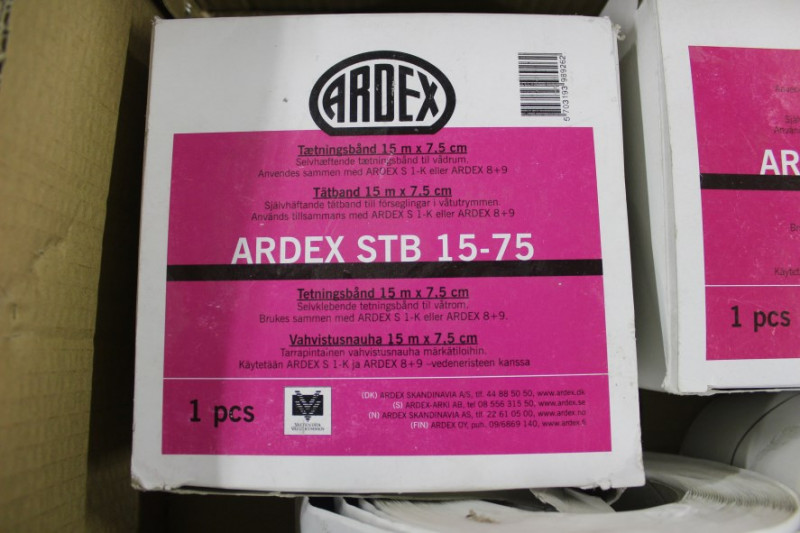 ARDEX
5 703193 989262
Tætningsbånd 15 m x 7,5 cm
Selvhæftende tætningsbånd til vådrum.
Anvendes sammen med ARDEX S 1-K eller ARDEX 8+9
Tätband 15 m x 7,5 cm
Självhäftande tätband till förseglingar i våtutrymmen.
Används tillsammans med ARDEX S 1-K eller ARDEX 8+9
ARDEX STB 15-75
Tetningsbånd 15 m x 7,5 cm
Selvklebende tetningsbånd til våtrom.
Brukes sammen med ARDEX S 1-K eller ARDEX 8+9.
Vahvistusnauha 15 m x 7,5 cm
Tarrapintainen vahvistusnauha märkätiloihin.
Käytetään ARDEX S 1-K ja ARDEX 8+9 –vedeneristeen kanssa
1 pcs
(DK) ARDEX SKANDINAVIA A/S, tlf. 44 88 50 50, www.ardex.dk
(S) ARDEX-ARKI AB, tel 08 556 315 50, www.ardex.se
(N) ARDEX SKANDINAVIA AS, tlf. 22 61 05 00, www.ardex.no
(FIN) ARDEX OY, puh. 09/6869 140, www.ardex.fi
AR
1 pcs